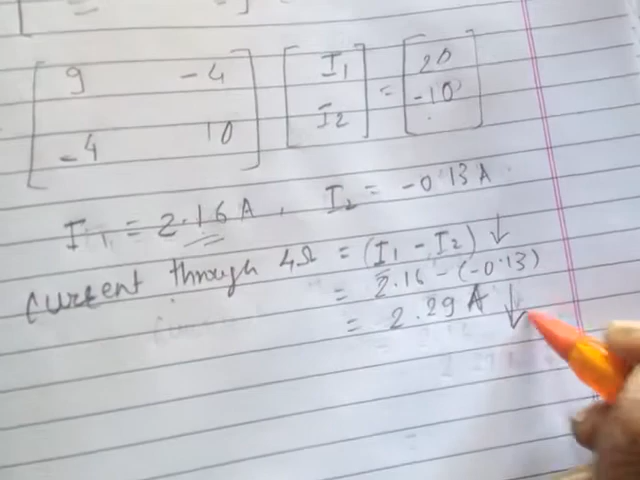 9 -4 I1 20
= -10
-4 10 I2
I1 = 2.16 A, I2 = -0.13 A
Current through 4Ω = (I1 - I2) ↓
= 2.16 - (-0.13)
= 2.29 A ↓